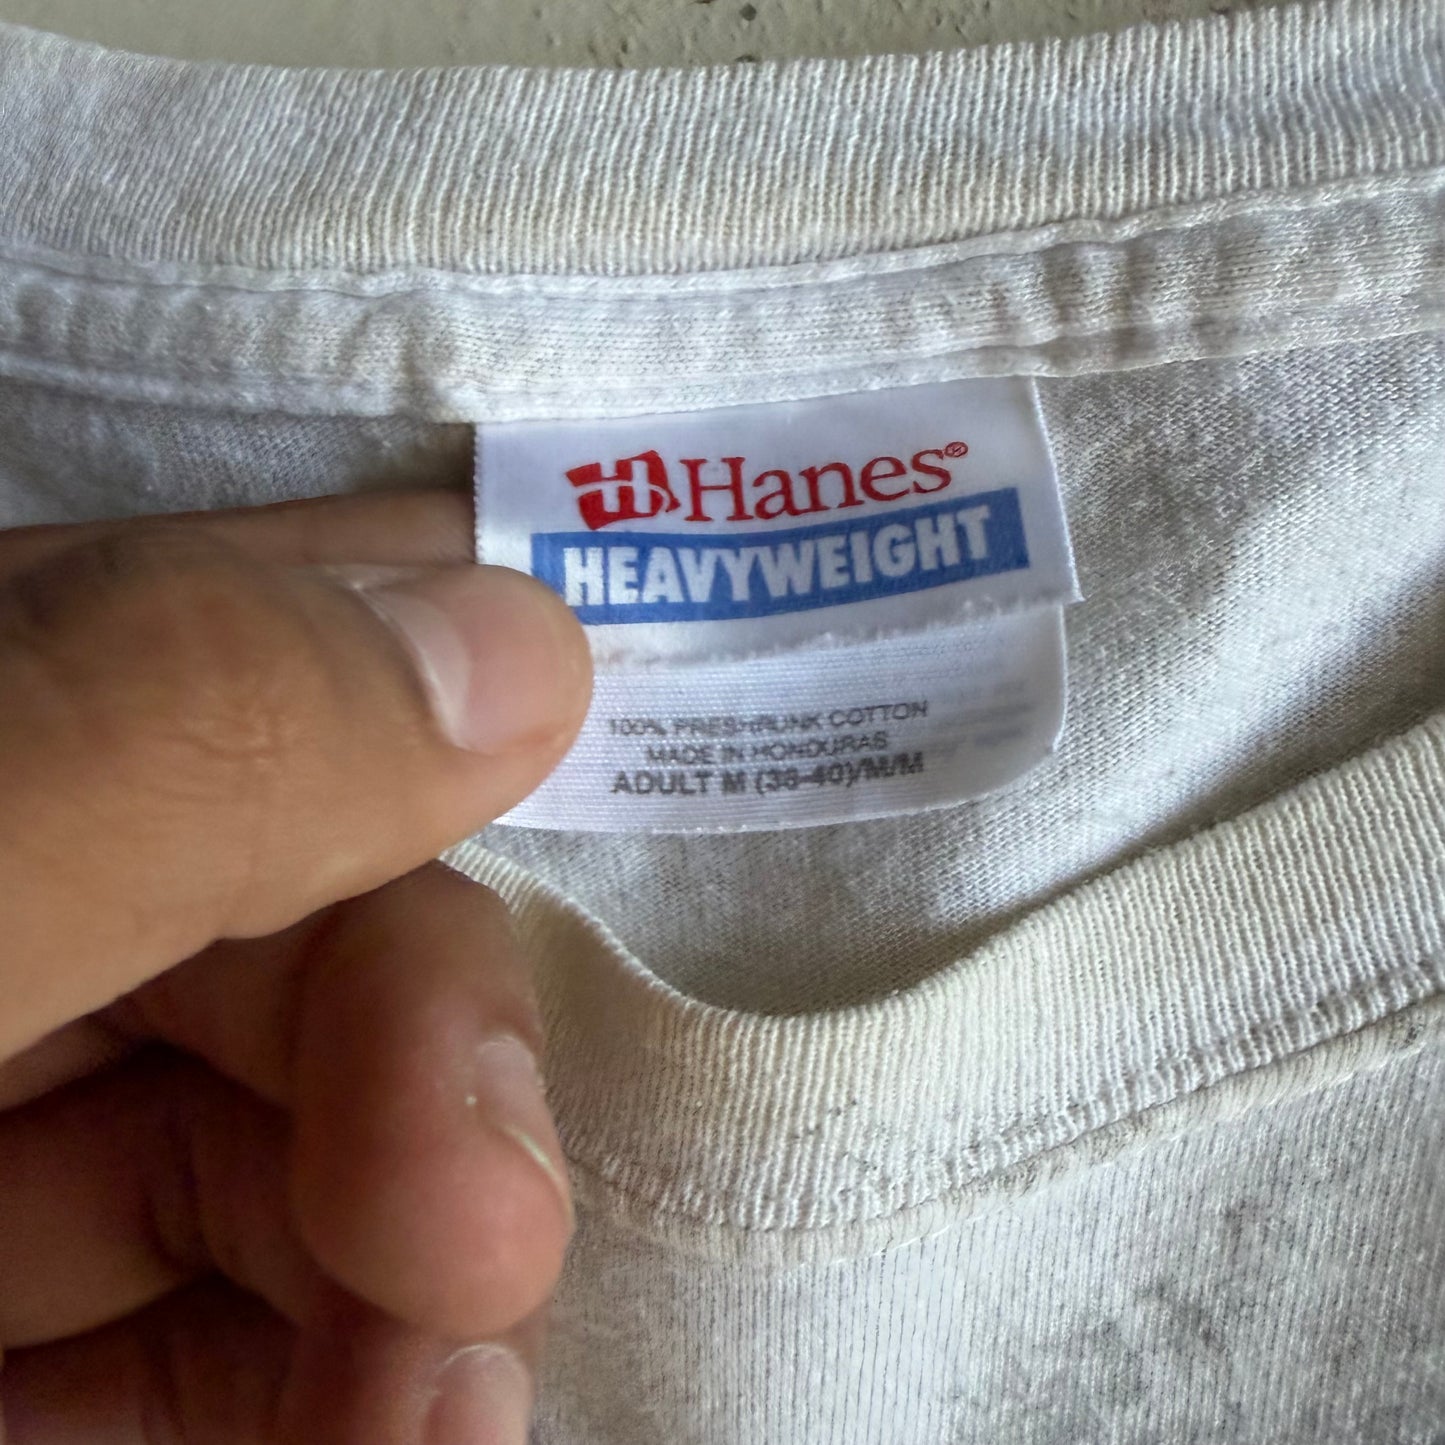 H Hanes®
HEAVYWEIGHT
100% PRESHRUNK COTTON
MADE IN HONDURAS
ADULT M (38-40)/M/M